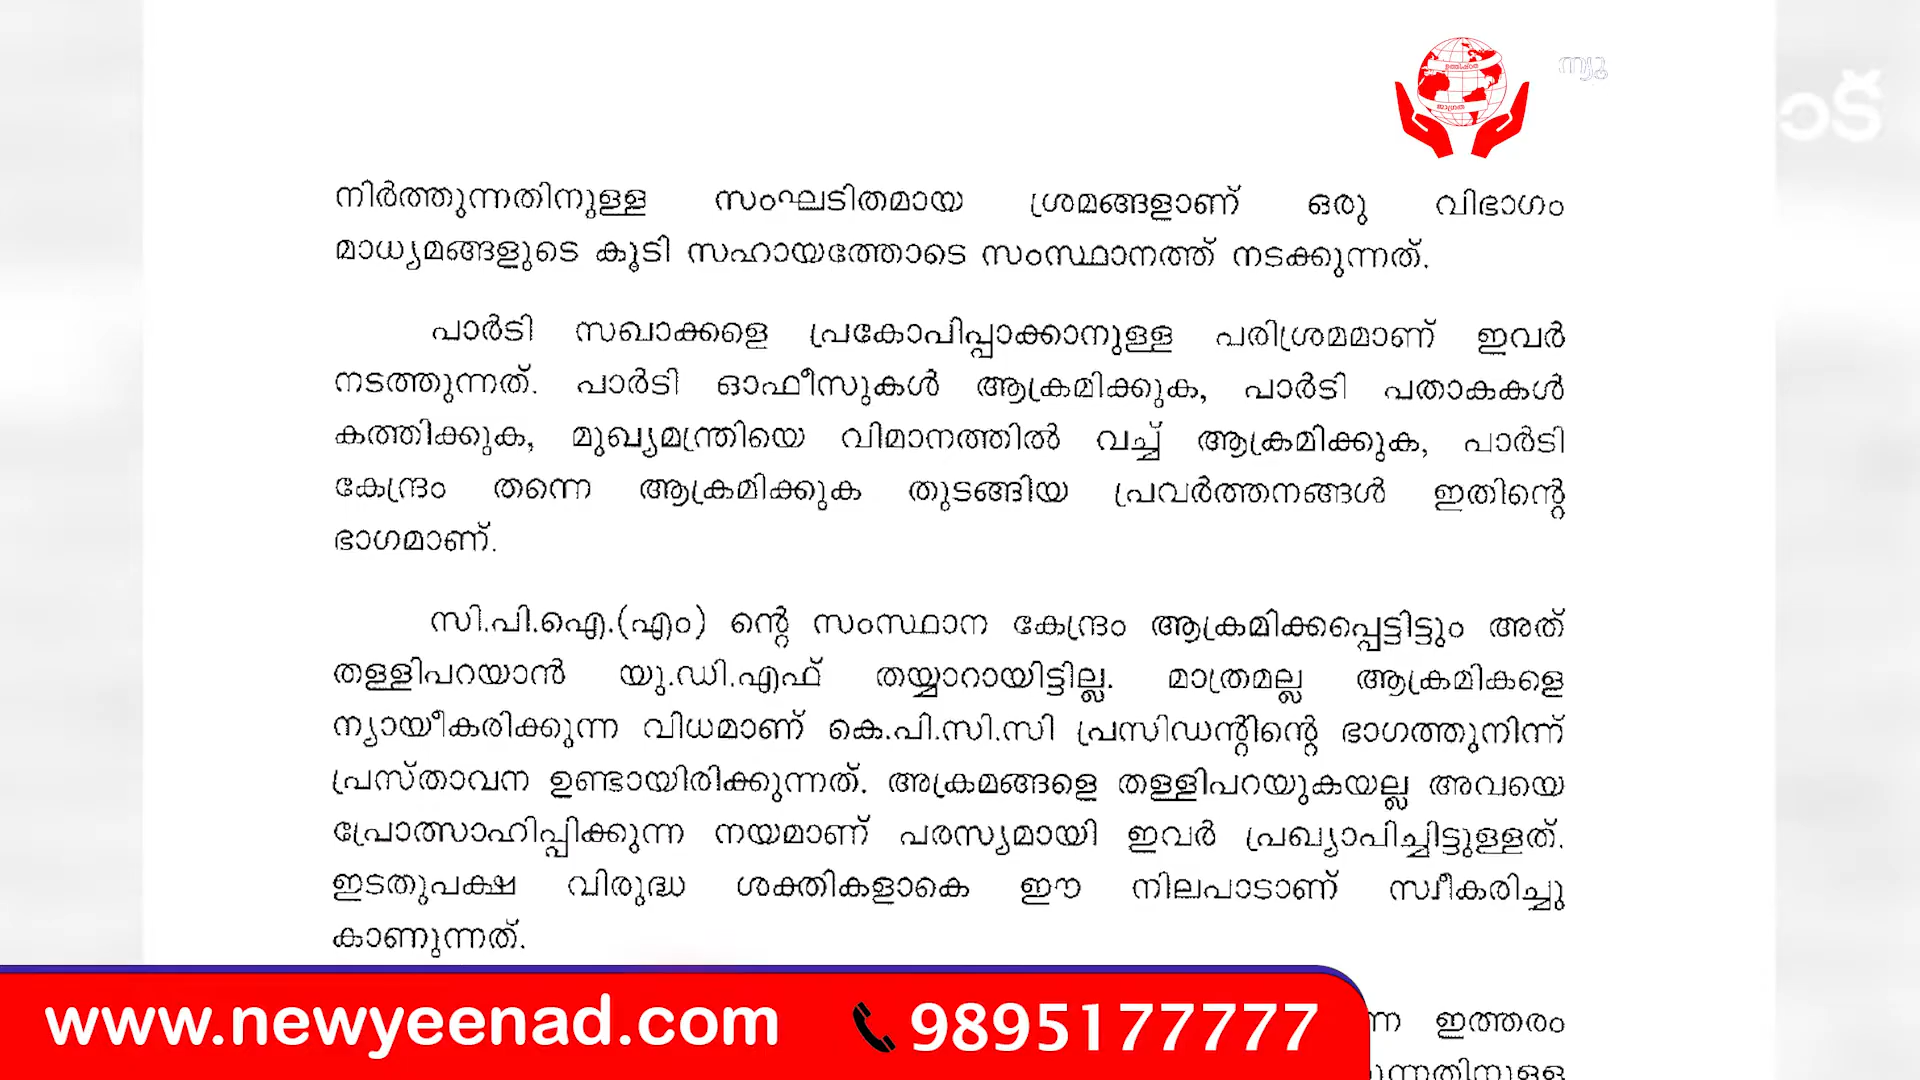 ഉത്തിഷ്ഠത
ജാഗ്രത
ന്യൂ
നിർത്തുന്നതിനുള്ള സംഘടിതമായ ശ്രമങ്ങളാണ് ഒരു വിഭാഗം
മാധ്യമങ്ങളുടെ കൂടി സഹായത്തോടെ സംസ്ഥാനത്ത് നടക്കുന്നത്.
പാർടി സഖാക്കളെ പ്രകോപിപ്പാക്കാനുള്ള പരിശ്രമമാണ് ഇവർ
നടത്തുന്നത്. പാർടി ഓഫീസുകൾ ആക്രമിക്കുക, പാർടി പതാകകൾ
കത്തിക്കുക, മുഖ്യമന്ത്രിയെ വിമാനത്തിൽ വച്ച് ആക്രമിക്കുക, പാർടി
കേന്ദ്രം തന്നെ ആക്രമിക്കുക തുടങ്ങിയ പ്രവർത്തനങ്ങൾ ഇതിന്റെ
ഭാഗമാണ്.
സി.പി.ഐ.(എം) ന്റെ സംസ്ഥാന കേന്ദ്രം ആക്രമിക്കപ്പെട്ടിട്ടും അത്
തള്ളിപറയാൻ യു.ഡി.എഫ് തയ്യാറായിട്ടില്ല. മാത്രമല്ല ആക്രമികളെ
ന്യായീകരിക്കുന്ന വിധമാണ് കെ.പി.സി.സി പ്രസിഡന്റിന്റെ ഭാഗത്തുനിന്ന്
പ്രസ്താവന ഉണ്ടായിരിക്കുന്നത്. അക്രമങ്ങളെ തള്ളിപറയുകയല്ല അവയെ
പ്രോത്സാഹിപ്പിക്കുന്ന നയമാണ് പരസ്യമായി ഇവർ പ്രഖ്യാപിച്ചിട്ടുള്ളത്.
ഇടതുപക്ഷ വിരുദ്ധ ശക്തികളാകെ ഈ നിലപാടാണ് സ്വീകരിച്ചു
കാണുന്നത്.
ഇത്തരം
www.newyeenad.com 9895177777